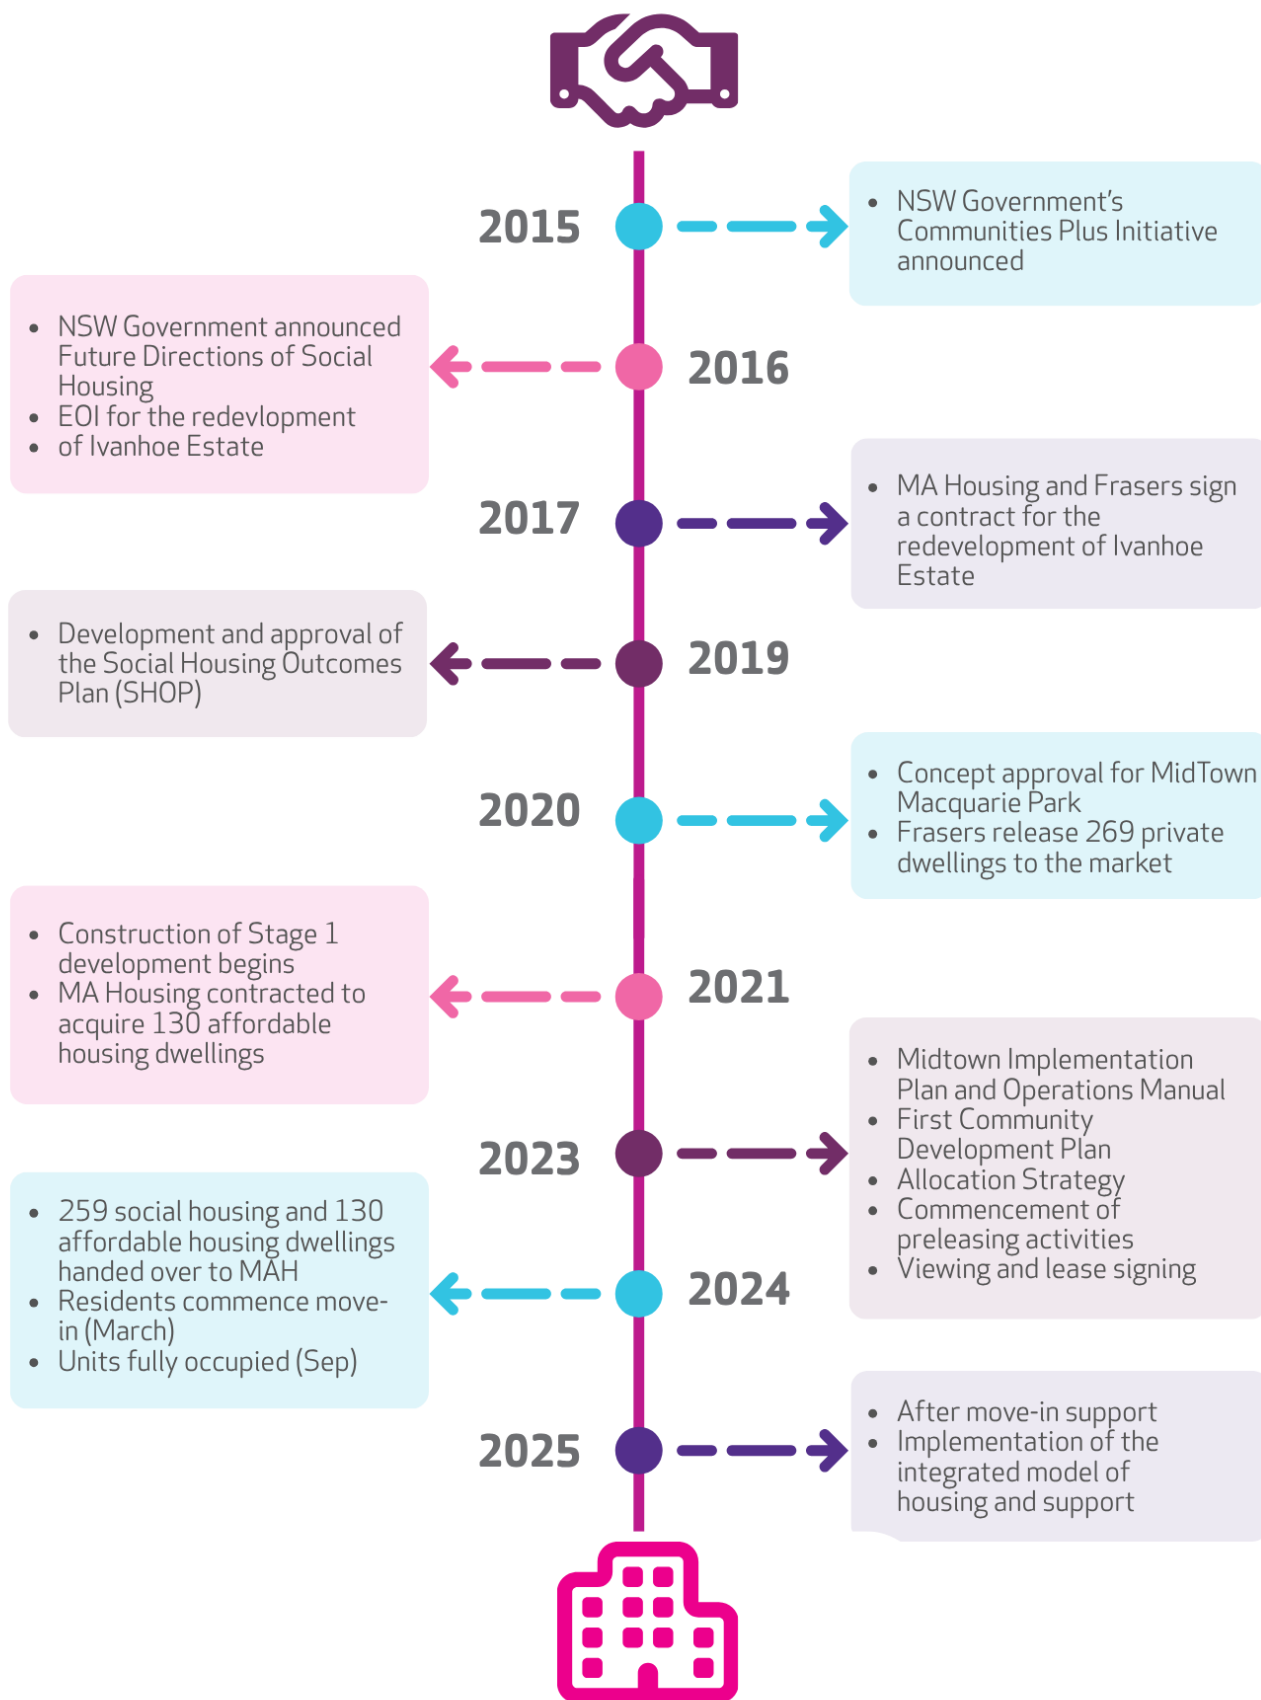 2015
• NSW Government’s
Communities Plus Initiative
announced
• NSW Government announced
Future Directions of Social
Housing
• EOI for the redevlopment
• of Ivanhoe Estate
2016
2017
• MA Housing and Frasers sign
a contract for the
redevelopment of Ivanhoe
Estate
• Development and approval of
the Social Housing Outcomes
Plan (SHOP)
2019
2020
• Concept approval for MidTown
Macquarie Park
• Frasers release 269 private
dwellings to the market
• Construction of Stage 1
development begins
• MA Housing contracted to
acquire 130 affordable
housing dwellings
2021
2023
• Midtown Implementation
Plan and Operations Manual
• First Community
Development Plan
• Allocation Strategy
• Commencement of
preleasing activities
• Viewing and lease signing
• 259 social housing and 130
affordable housing dwellings
handed over to MAH
• Residents commence move-
in (March)
• Units fully occupied (Sep)
2024
2025
• After move-in support
• Implementation of the
integrated model of
housing and support